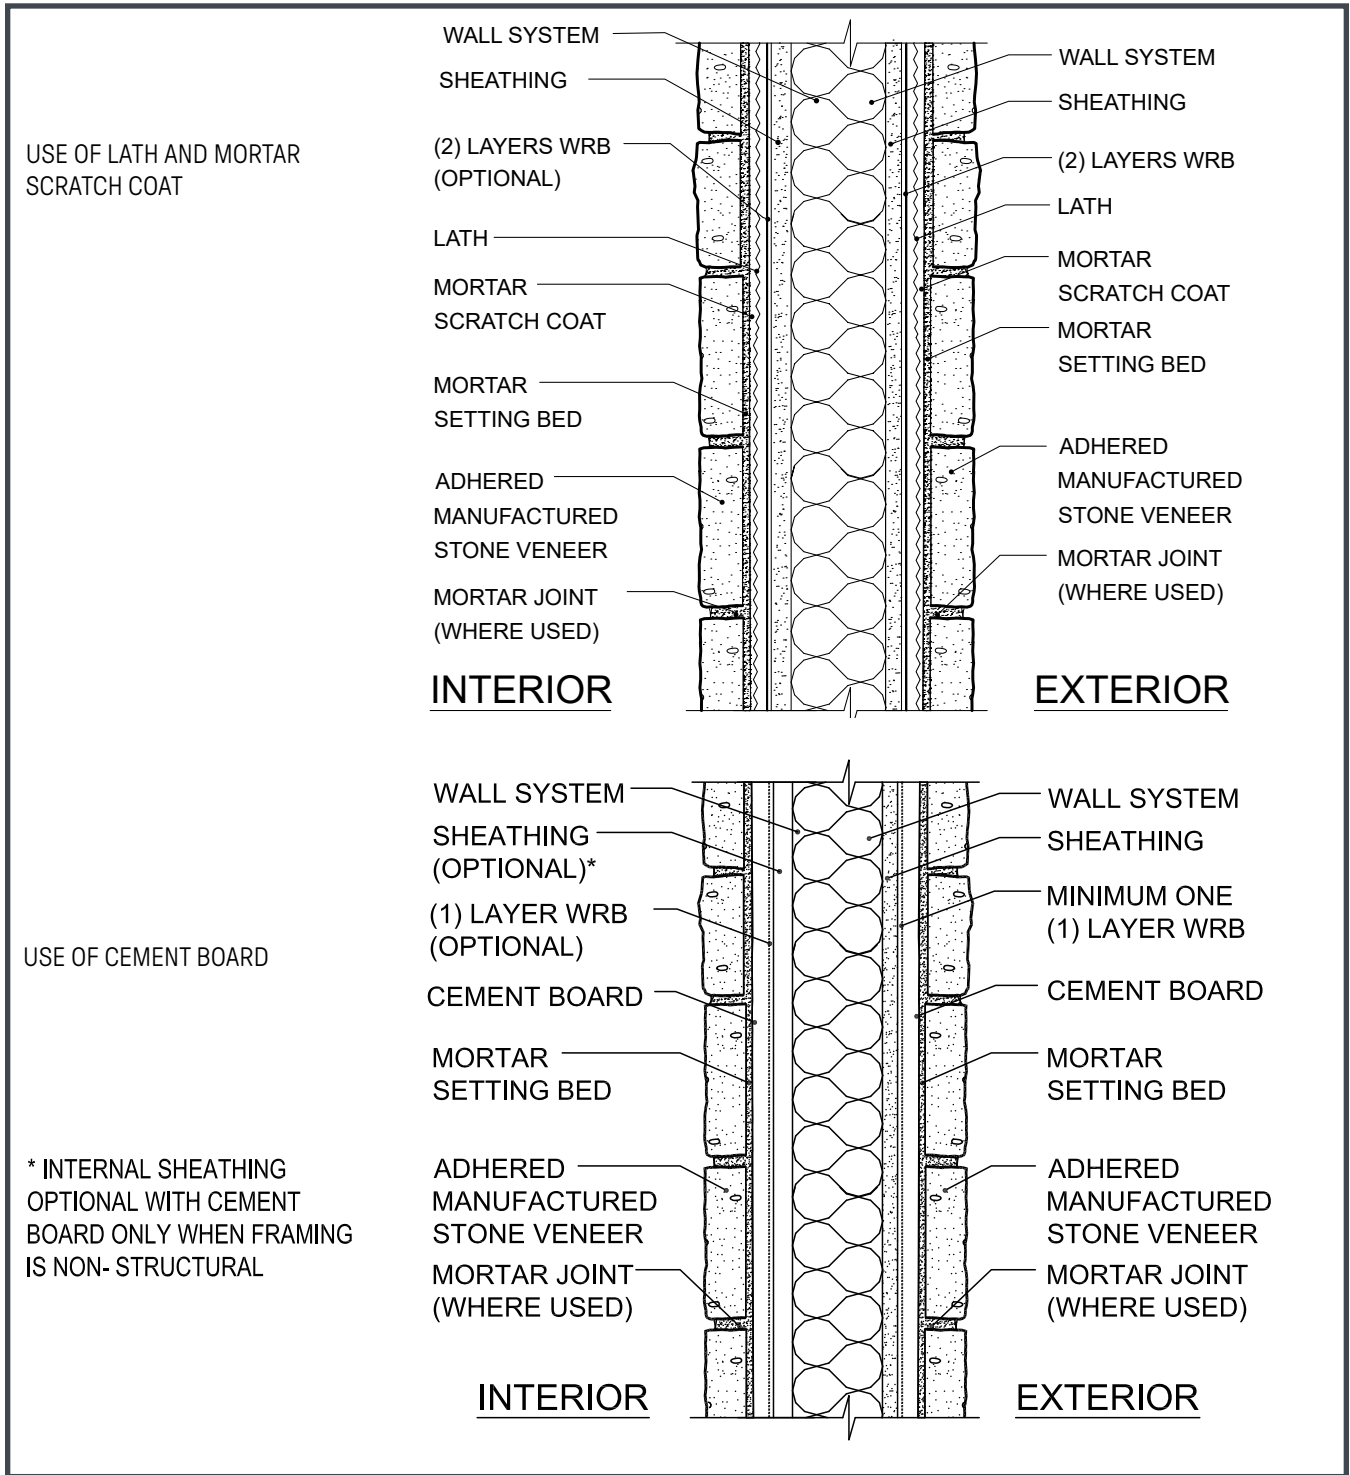 USE OF LATH AND MORTAR
SCRATCH COAT
WALL SYSTEM
SHEATHING
(2) LAYERS WRB
(OPTIONAL)
LATH
MORTAR
SCRATCH COAT
MORTAR
SETTING BED
ADHERED
MANUFACTURED
STONE VENEER
MORTAR JOINT
(WHERE USED)
INTERIOR
WALL SYSTEM
SHEATHING
(2) LAYERS WRB
LATH
MORTAR
SCRATCH COAT
MORTAR
SETTING BED
ADHERED
MANUFACTURED
STONE VENEER
MORTAR JOINT
(WHERE USED)
EXTERIOR
USE OF CEMENT BOARD
* INTERNAL SHEATHING
OPTIONAL WITH CEMENT
BOARD ONLY WHEN FRAMING
IS NON- STRUCTURAL
WALL SYSTEM
SHEATHING
(OPTIONAL)*
(1) LAYER WRB
(OPTIONAL)
CEMENT BOARD
MORTAR
SETTING BED
ADHERED
MANUFACTURED
STONE VENEER
MORTAR JOINT
(WHERE USED)
INTERIOR
WALL SYSTEM
SHEATHING
MINIMUM ONE
(1) LAYER WRB
CEMENT BOARD
MORTAR
SETTING BED
ADHERED
MANUFACTURED
STONE VENEER
MORTAR JOINT
(WHERE USED)
EXTERIOR